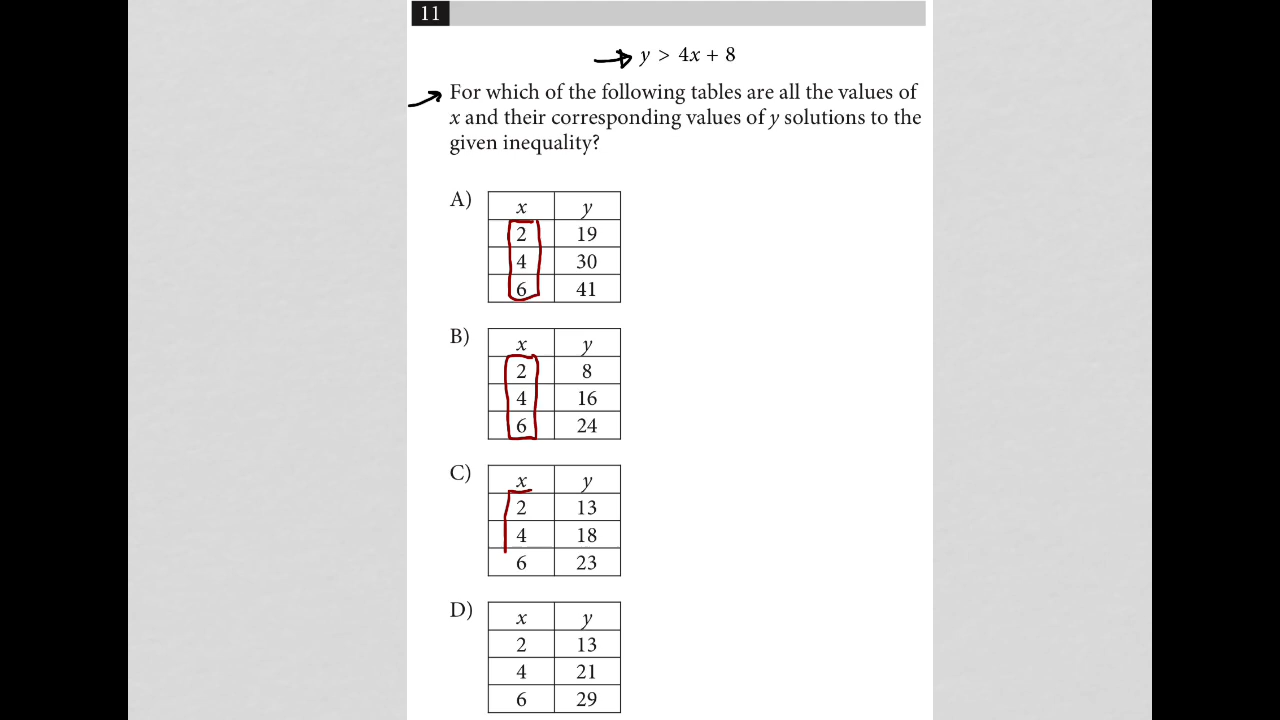 11
y > 4x + 8
For which of the following tables are all the values of
x and their corresponding values of y solutions to the
given inequality?
A)
x y
2 19
4 30
6 41
B)
x y
2 8
4 16
6 24
C)
x y
2 13
4 18
6 23
D)
x y
2 13
4 21
6 29